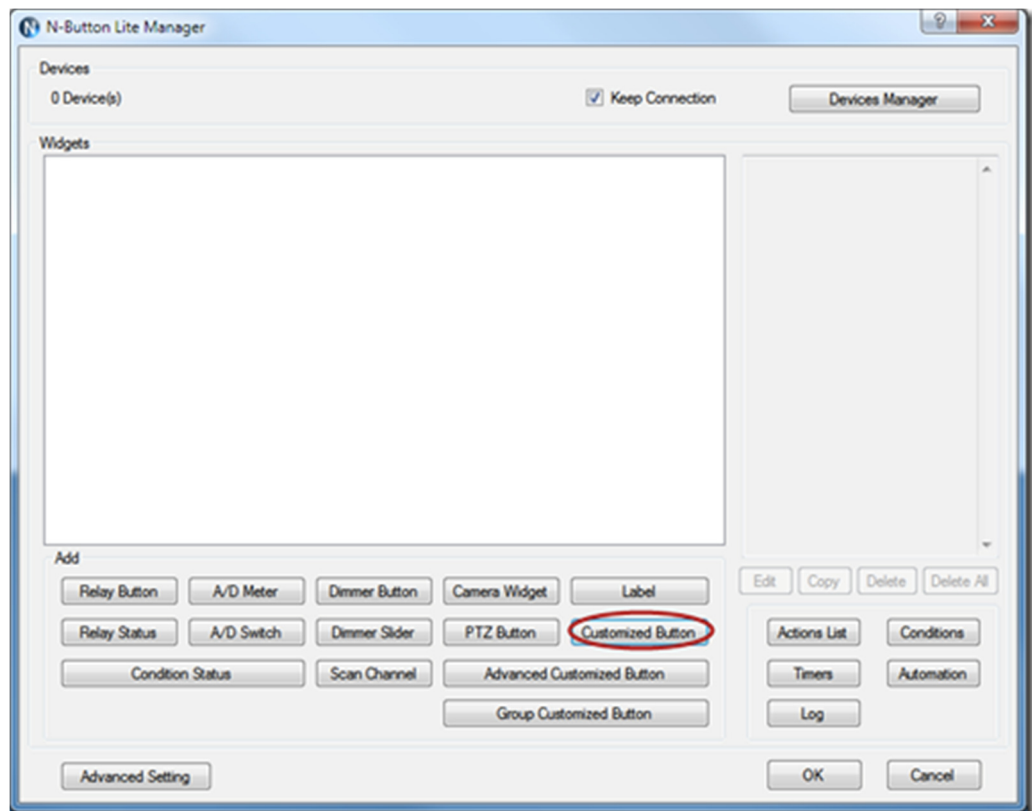 N-Button Lite Manager
Devices
0 Device(s)
Keep Connection
Devices Manager
Widgets
Add
Relay Button
A/D Meter
Dimmer Button
Camera Widget
Label
Relay Status
A/D Switch
Dimmer Slider
PTZ Button
Customized Button
Condition Status
Scan Channel
Advanced Customized Button
Group Customized Button
Edit
Copy
Delete
Delete All
Actions List
Conditions
Timers
Automation
Log
Advanced Setting
OK
Cancel